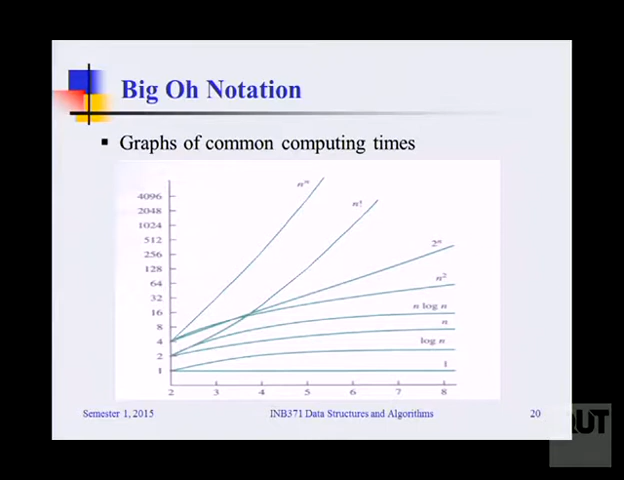 Big Oh Notation
▪ Graphs of common computing times
nⁿ
n!
2ⁿ
n²
n log n
n
log n
1
4096
2048
1024
512
256
128
64
32
16
8
4
2
1
2 3 4 5 6 7 8
Semester 1, 2015 INB371 Data Structures and Algorithms 20
QUT